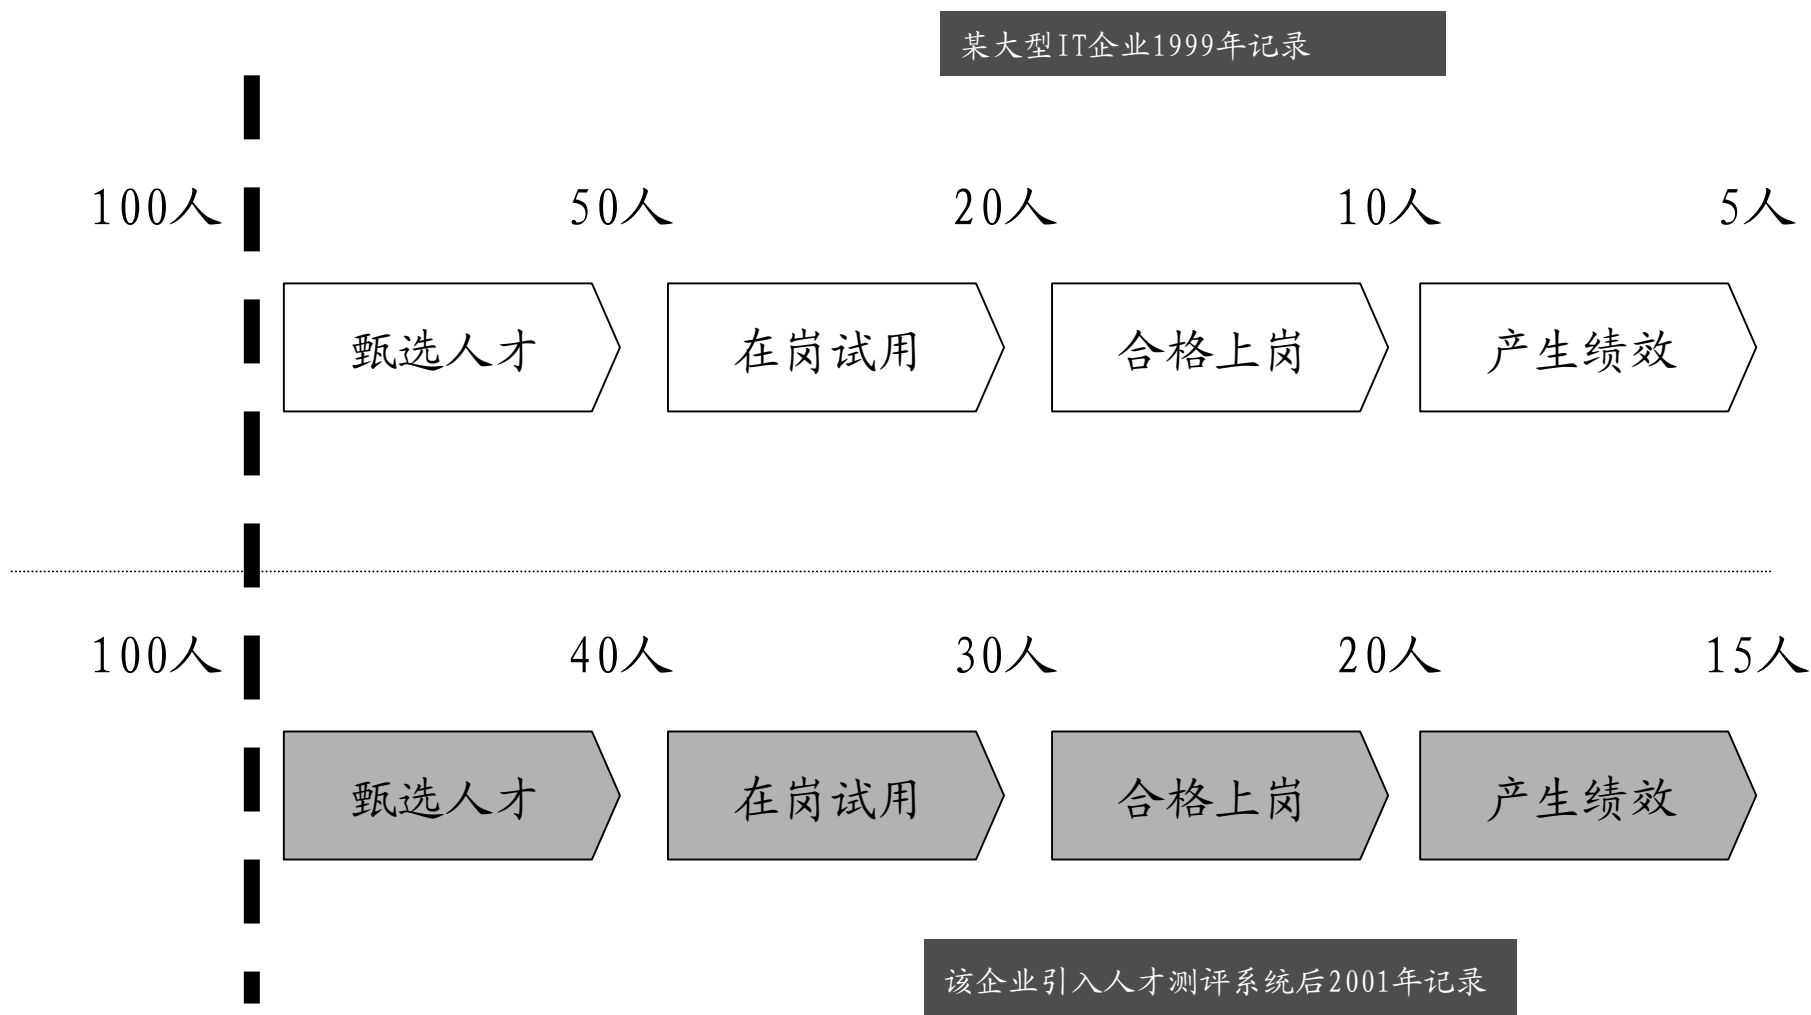 某大型IT企业1999年记录
100人 50人 20人 10人 5人
甄选人才 在岗试用 合格上岗 产生绩效
100人 40人 30人 20人 15人
甄选人才 在岗试用 合格上岗 产生绩效
该企业引入人才测评系统后2001年记录